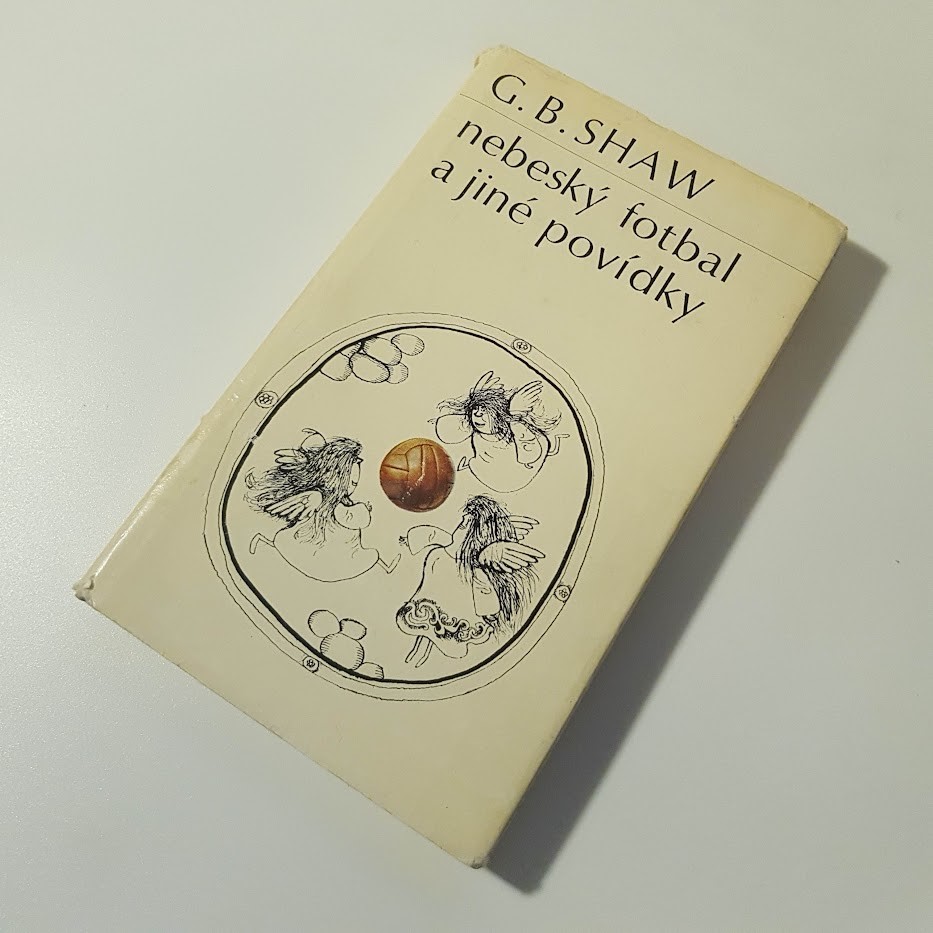 G. B. SHAW
nebeský fotbal
a jiné povídky